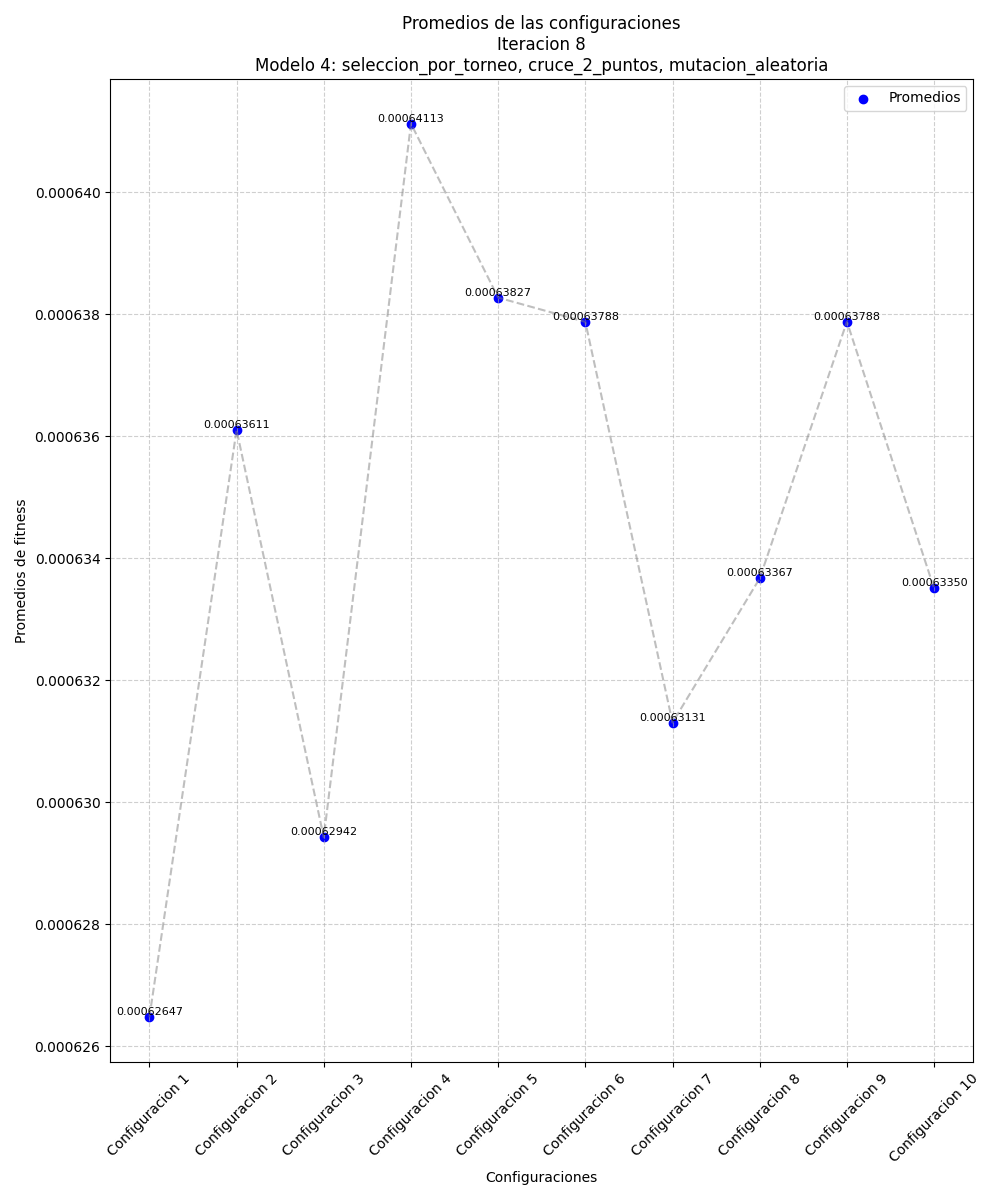 Promedios de las configuraciones
Iteracion 8
Modelo 4: seleccion_por_torneo, cruce_2_puntos, mutacion_aleatoria
Promedios
0.00064113
0.000640
0.00063827
0.000638
0.00063788
0.00063788
0.00063611
0.000636
0.000634
0.00063367
0.00063350
Promedios de fitness
0.000632
0.00063131
0.000630
0.00062942
0.000628
0.00062647
0.000626
Configuracion 1
Configuracion 2
Configuracion 3
Configuracion 4
Configuracion 5
Configuracion 6
Configuracion 7
Configuracion 8
Configuracion 9
Configuracion 10
Configuraciones